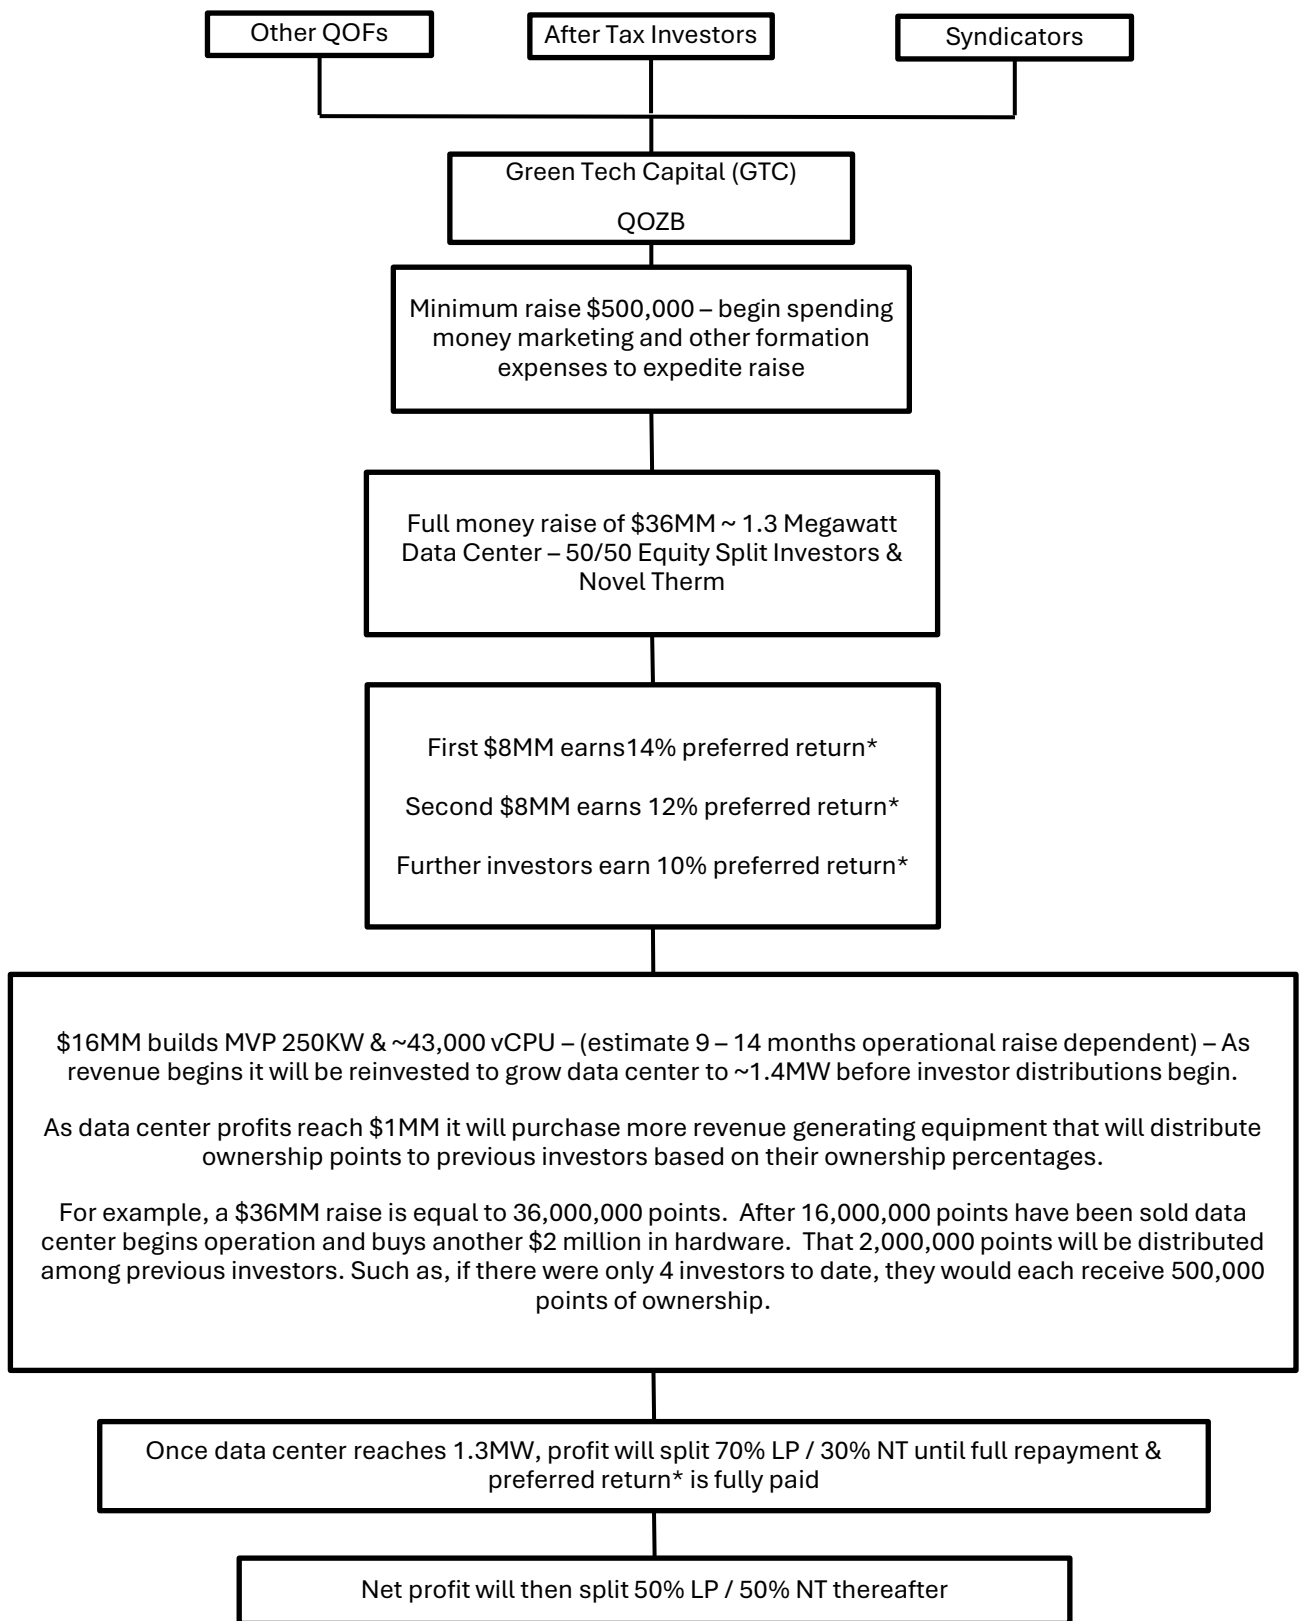 Other QOFs
After Tax Investors
Syndicators
Green Tech Capital (GTC)
QOZB
Minimum raise $500,000 – begin spending
money marketing and other formation
expenses to expedite raise
Full money raise of $36MM ~ 1.3 Megawatt
Data Center – 50/50 Equity Split Investors &
Novel Therm
First $8MM earns14% preferred return*
Second $8MM earns 12% preferred return*
Further investors earn 10% preferred return*
$16MM builds MVP 250KW & ~43,000 vCPU – (estimate 9 – 14 months operational raise dependent) – As
revenue begins it will be reinvested to grow data center to ~1.4MW before investor distributions begin.
As data center profits reach $1MM it will purchase more revenue generating equipment that will distribute
ownership points to previous investors based on their ownership percentages.
For example, a $36MM raise is equal to 36,000,000 points.  After 16,000,000 points have been sold data
center begins operation and buys another $2 million in hardware.  That 2,000,000 points will be distributed
among previous investors. Such as, if there were only 4 investors to date, they would each receive 500,000
points of ownership.
Once data center reaches 1.3MW, profit will split 70% LP / 30% NT until full repayment &
preferred return* is fully paid
Net profit will then split 50% LP / 50% NT thereafter